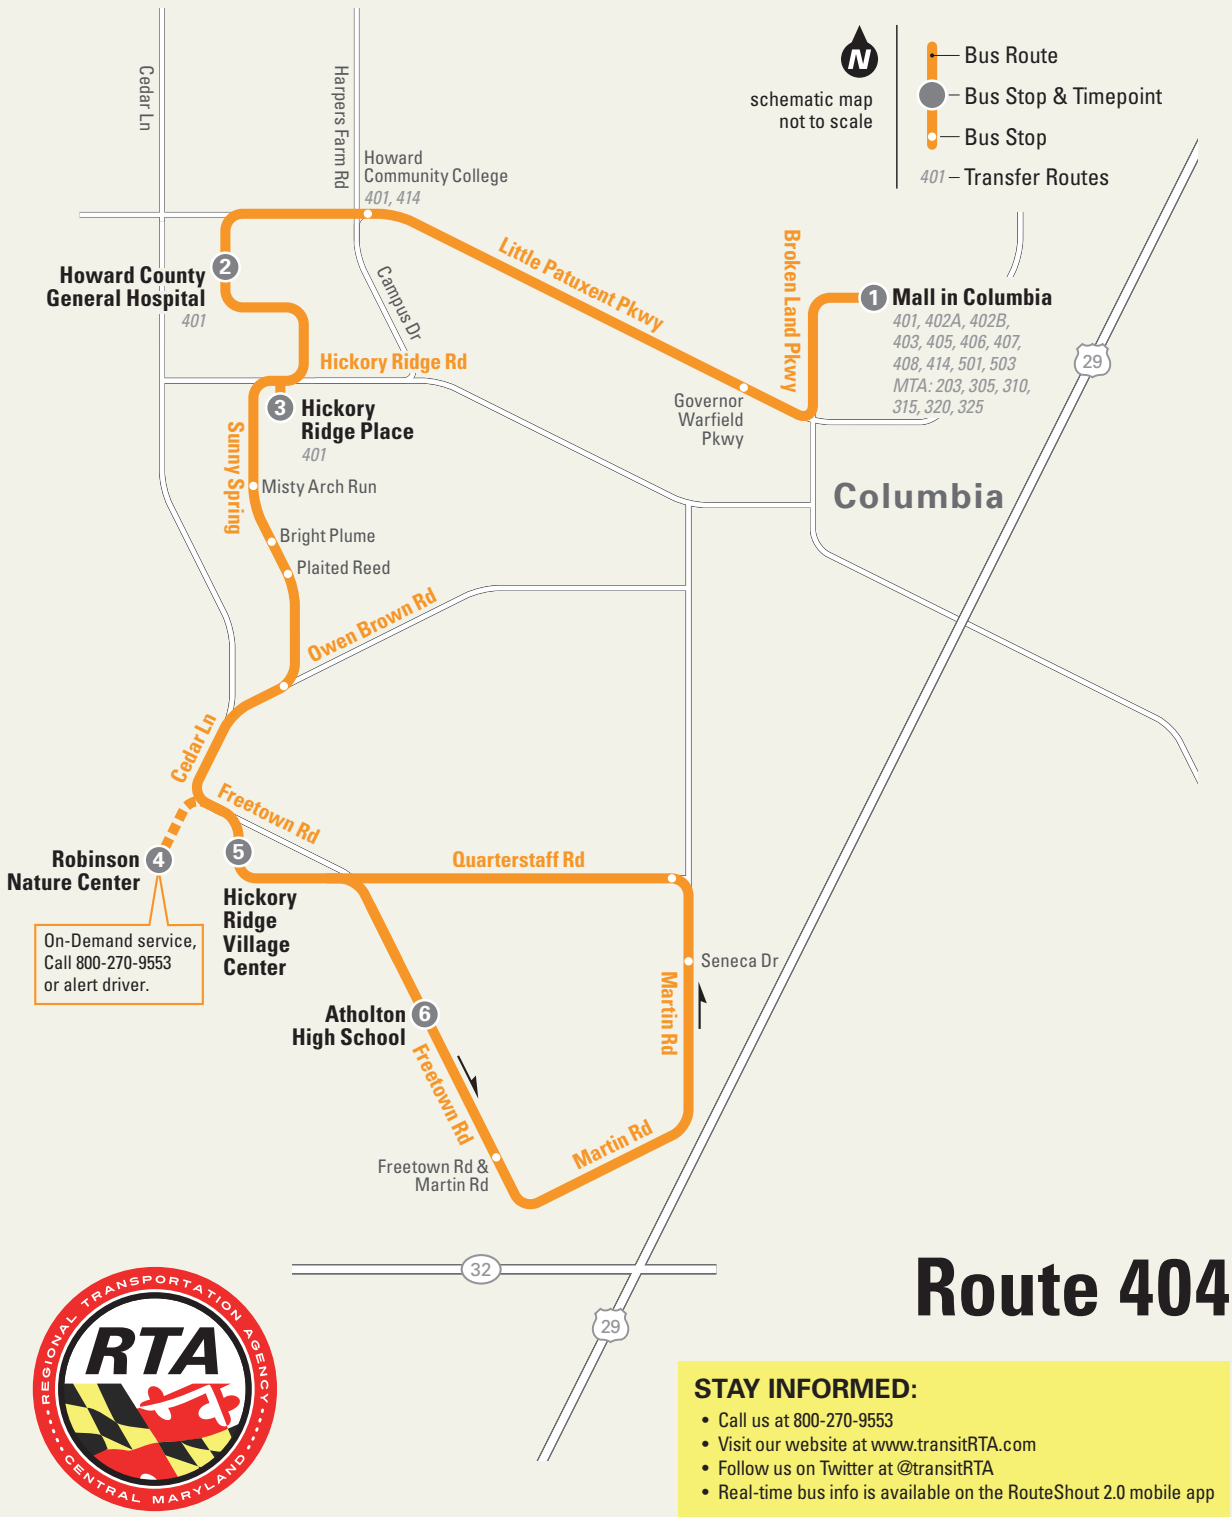 Cedar Ln
Harpers Farm Rd
N
schematic map
not to scale
Bus Route
Bus Stop & Timepoint
Bus Stop
401 – Transfer Routes
Howard
Community College
401, 414
Little Patuxent Pkwy
Broken Land Pkwy
1 Mall in Columbia
401, 402A, 402B,
403, 405, 406, 407,
408, 414, 501, 503
MTA: 203, 305, 310,
315, 320, 325
29
2
Howard County
General Hospital
401
Campus Dr
Hickory Ridge Rd
3 Hickory
Ridge Place
401
Governor
Warfield
Pkwy
Columbia
Sunny Spring
Misty Arch Run
Bright Plume
Plaited Reed
Owen Brown Rd
Cedar Ln
Freetown Rd
Robinson 4
Nature Center
On-Demand service,
Call 800-270-9553
or alert driver.
5
Hickory
Ridge
Village
Center
Quarterstaff Rd
Seneca Dr
Martin Rd
Atholton 6
High School
Freetown Rd
Martin Rd
Freetown Rd &
Martin Rd
32
29
Route 404
REGIONAL TRANSPORTATION AGENCY
RTA
CENTRAL MARYLAND
STAY INFORMED:
• Call us at 800-270-9553
• Visit our website at www.transitRTA.com
• Follow us on Twitter at @transitRTA
• Real-time bus info is available on the RouteShout 2.0 mobile app